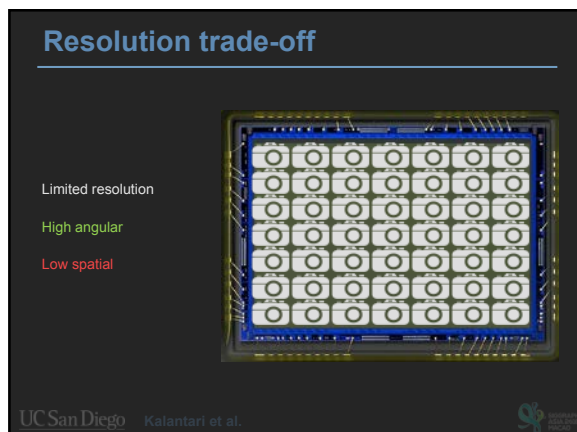 Resolution trade-off
Limited resolution
High angular
Low spatial
UC San Diego Kalantari et al.